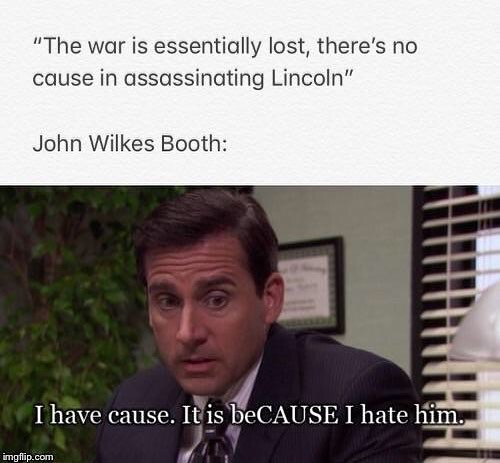 “The war is essentially lost, there’s no
cause in assassinating Lincoln”
John Wilkes Booth:
I have cause. It is beCAUSE I hate him.
imgflip.com